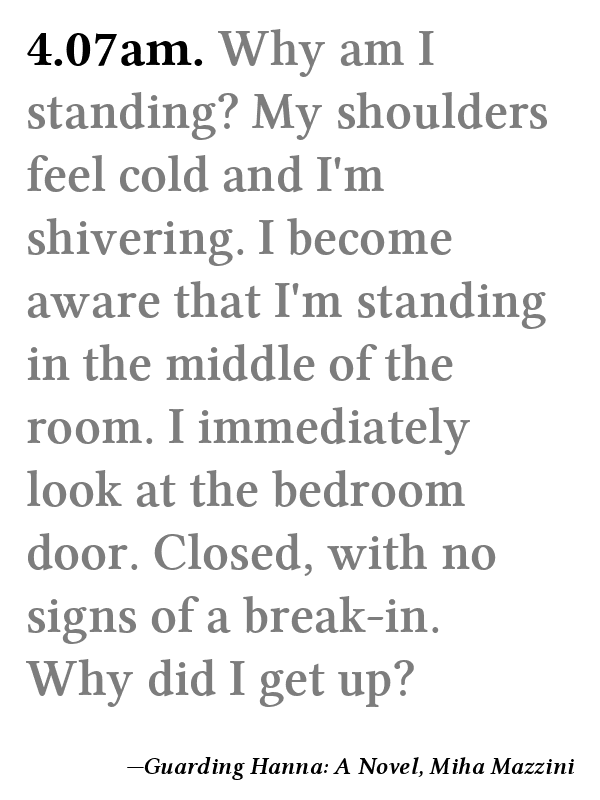 4.07am. Why am I
standing? My shoulders
feel cold and I'm
shivering. I become
aware that I'm standing
in the middle of the
room. I immediately
look at the bedroom
door. Closed, with no
signs of a break-in.
Why did I get up?
—Guarding Hanna: A Novel, Miha Mazzini